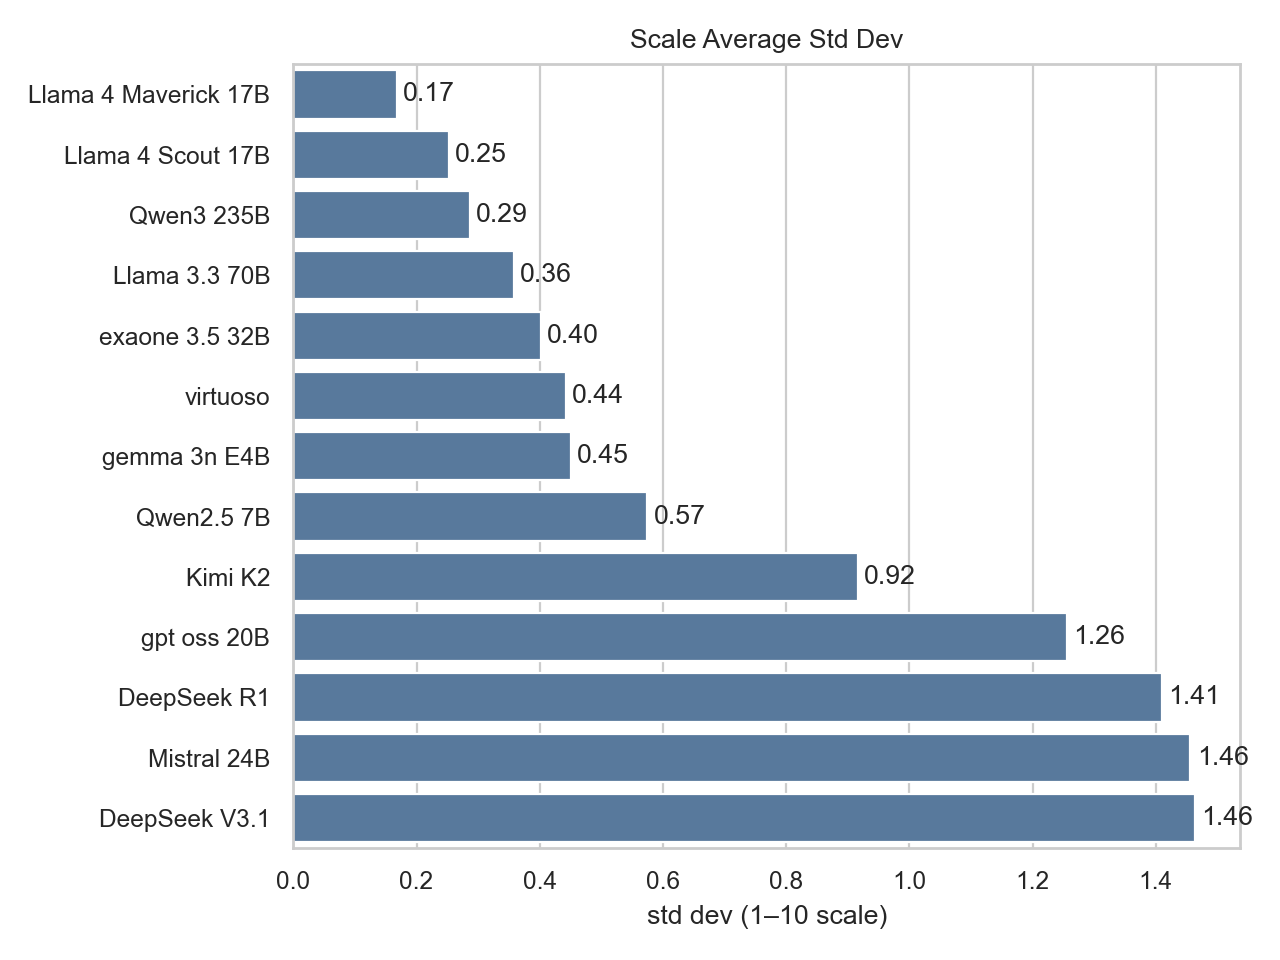 Scale Average Std Dev
Llama 4 Maverick 17B 0.17
Llama 4 Scout 17B 0.25
Qwen3 235B 0.29
Llama 3.3 70B 0.36
exaone 3.5 32B 0.40
virtuoso 0.44
gemma 3n E4B 0.45
Qwen2.5 7B 0.57
Kimi K2 0.92
gpt oss 20B 1.26
DeepSeek R1 1.41
Mistral 24B 1.46
DeepSeek V3.1 1.46
0.0 0.2 0.4 0.6 0.8 1.0 1.2 1.4
std dev (1–10 scale)